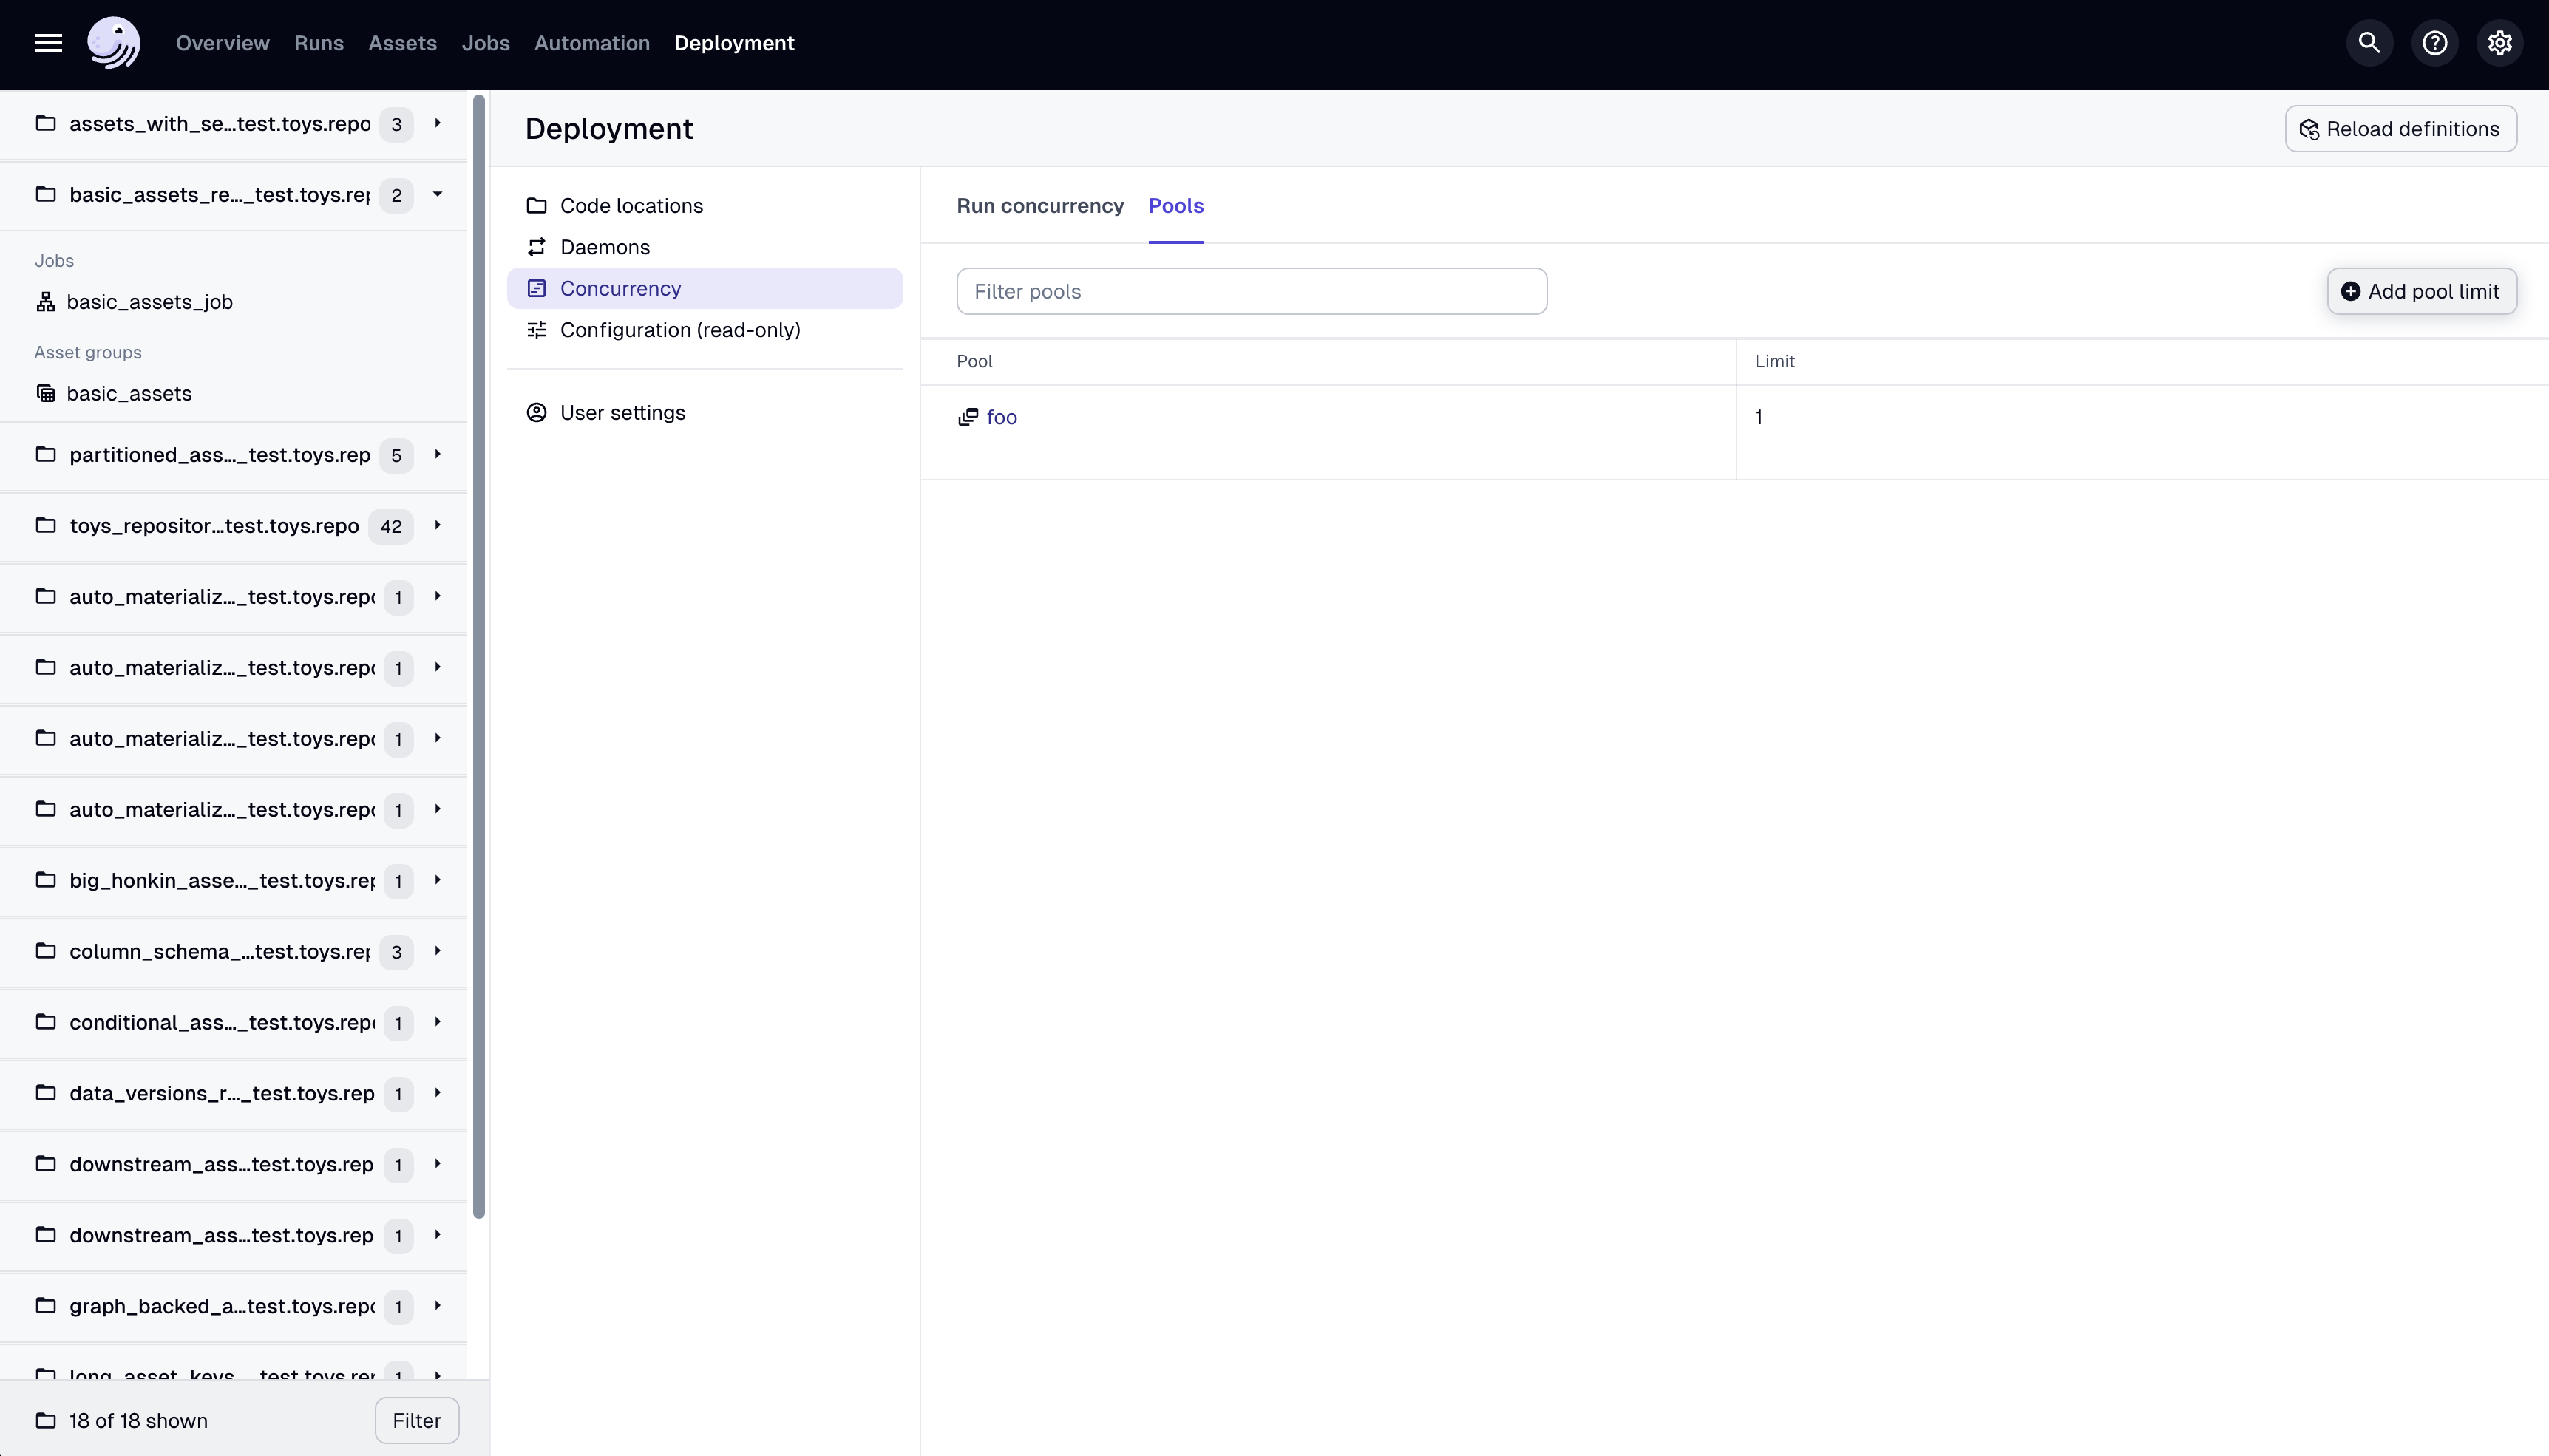 Overview Runs Assets Jobs Automation Deployment
assets_with_se...test.toys.repo 3
basic_assets_re..._test.toys.rep 2
Jobs
basic_assets_job
Asset groups
basic_assets
partitioned_ass..._test.toys.rep 5
toys_repositor...test.toys.repo 42
auto_materializ..._test.toys.repo 1
auto_materializ..._test.toys.repo 1
auto_materializ..._test.toys.repo 1
auto_materializ..._test.toys.repo 1
big_honkin_asse..._test.toys.rep 1
column_schema_...test.toys.rep 3
conditional_ass..._test.toys.repo 1
data_versions_r..._test.toys.rep 1
downstream_ass...test.toys.rep 1
downstream_ass...test.toys.rep 1
graph_backed_a...test.toys.repo 1
long_asset_keys_..._test.toys.rep 1
18 of 18 shown
Filter
Deployment
Reload definitions
Code locations
Daemons
Concurrency
Configuration (read-only)
User settings
Run concurrency Pools
Filter pools
Add pool limit
Pool Limit
foo 1